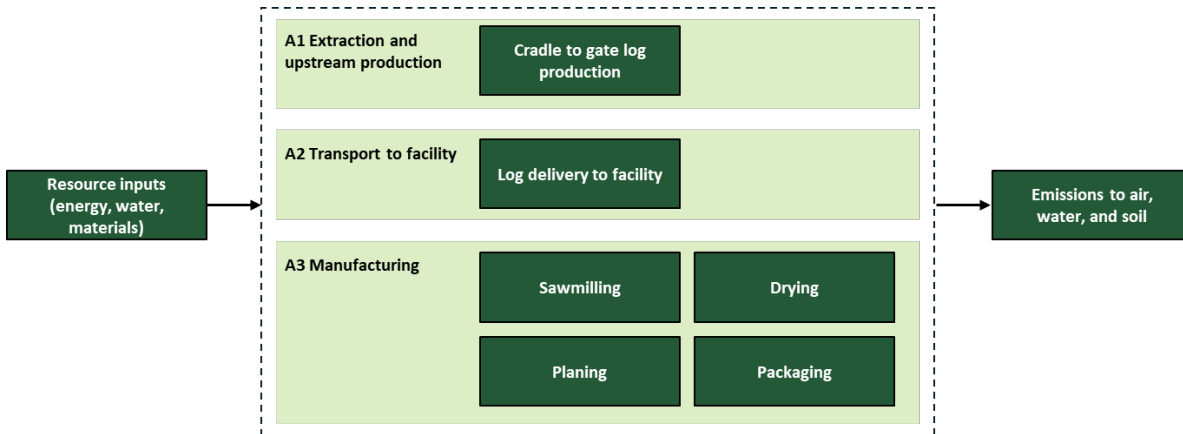 A1 Extraction and
upstream production
Cradle to gate log
production
A2 Transport to facility
Log delivery to facility
Resource inputs
(energy, water,
materials)
Emissions to air,
water, and soil
A3 Manufacturing
Sawmilling
Drying
Planing
Packaging